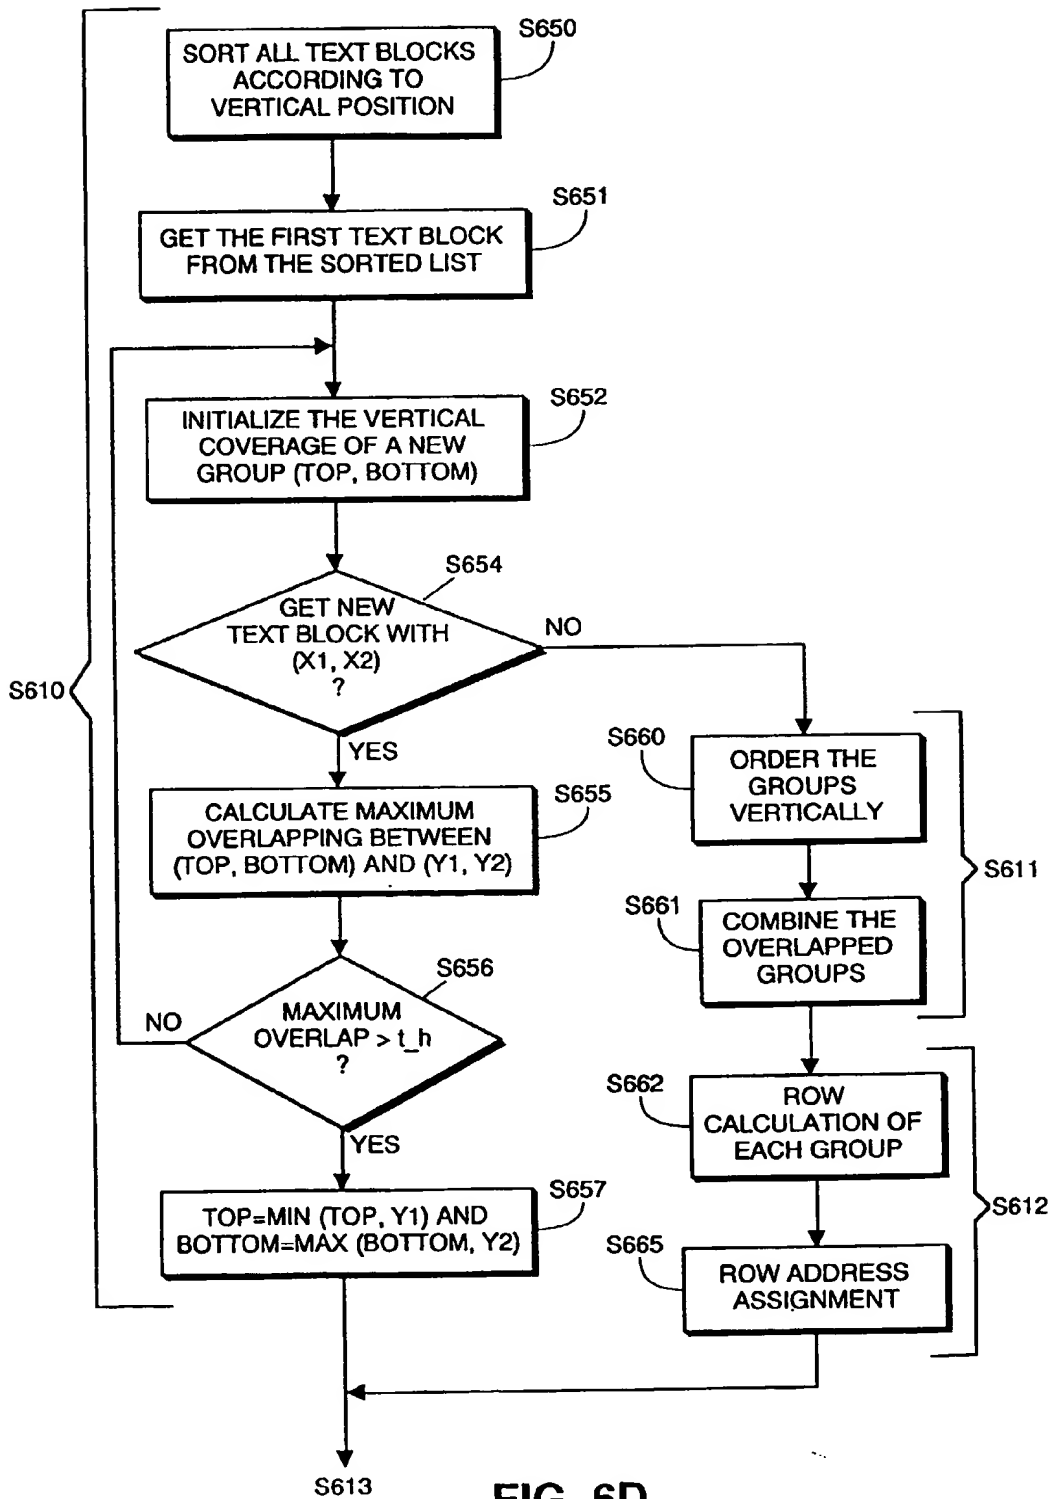 S650
SORT ALL TEXT BLOCKS
ACCORDING TO
VERTICAL POSITION
S651
GET THE FIRST TEXT BLOCK
FROM THE SORTED LIST
S652
INITIALIZE THE VERTICAL
COVERAGE OF A NEW
GROUP (TOP, BOTTOM)
S654
GET NEW
TEXT BLOCK WITH
(X1, X2)
?
NO
YES
S610
S655
CALCULATE MAXIMUM
OVERLAPPING BETWEEN
(TOP, BOTTOM) AND (Y1, Y2)
S656
MAXIMUM
OVERLAP > t_h
?
NO
YES
S657
TOP=MIN (TOP, Y1) AND
BOTTOM=MAX (BOTTOM, Y2)
S660
ORDER THE
GROUPS
VERTICALLY
S611
S661
COMBINE THE
OVERLAPPED
GROUPS
S662
ROW
CALCULATION OF
EACH GROUP
S612
S665
ROW ADDRESS
ASSIGNMENT
S613
FIG. 6D